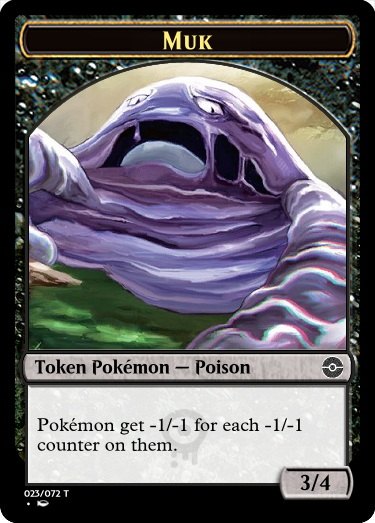 Muk
Token Pokémon — Poison
Pokémon get -1/-1 for each -1/-1
counter on them.
3/4
023/072 T